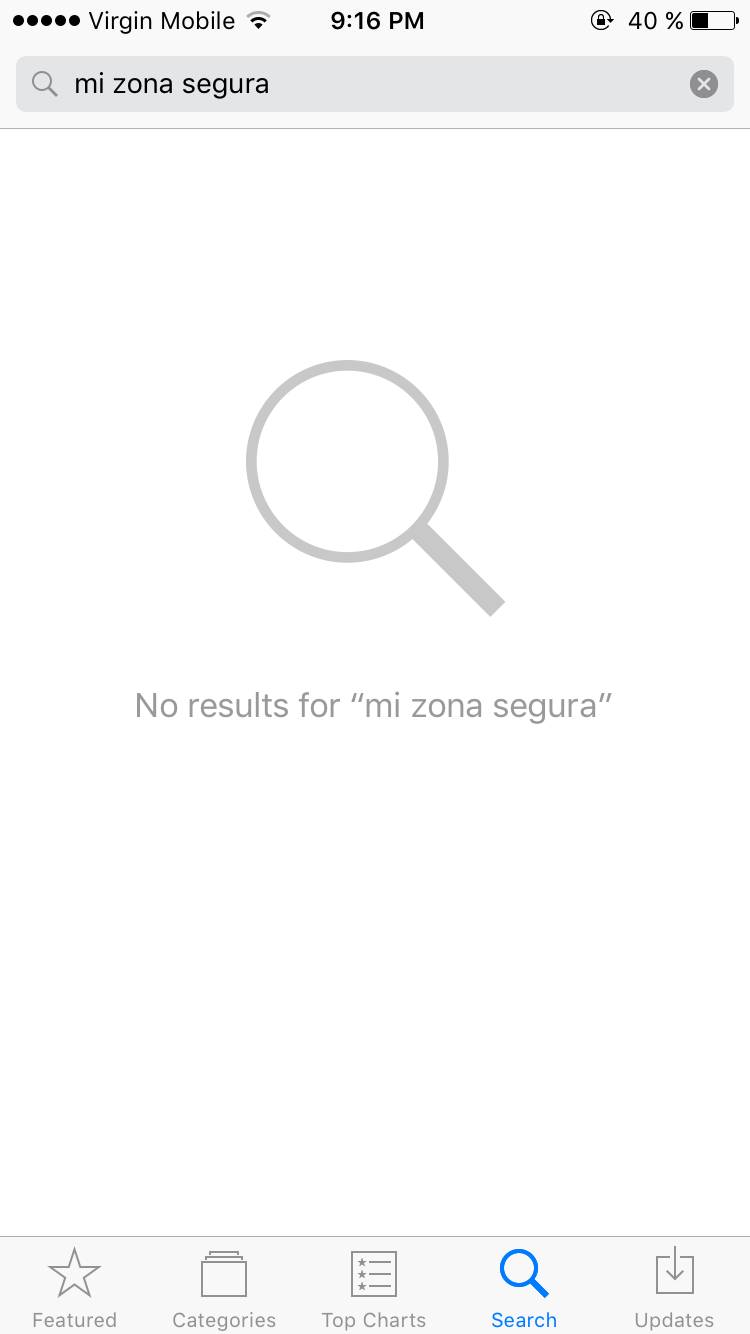 Virgin Mobile 9:16 PM 40 %
mi zona segura
No results for “mi zona segura”
Featured Categories Top Charts Search Updates